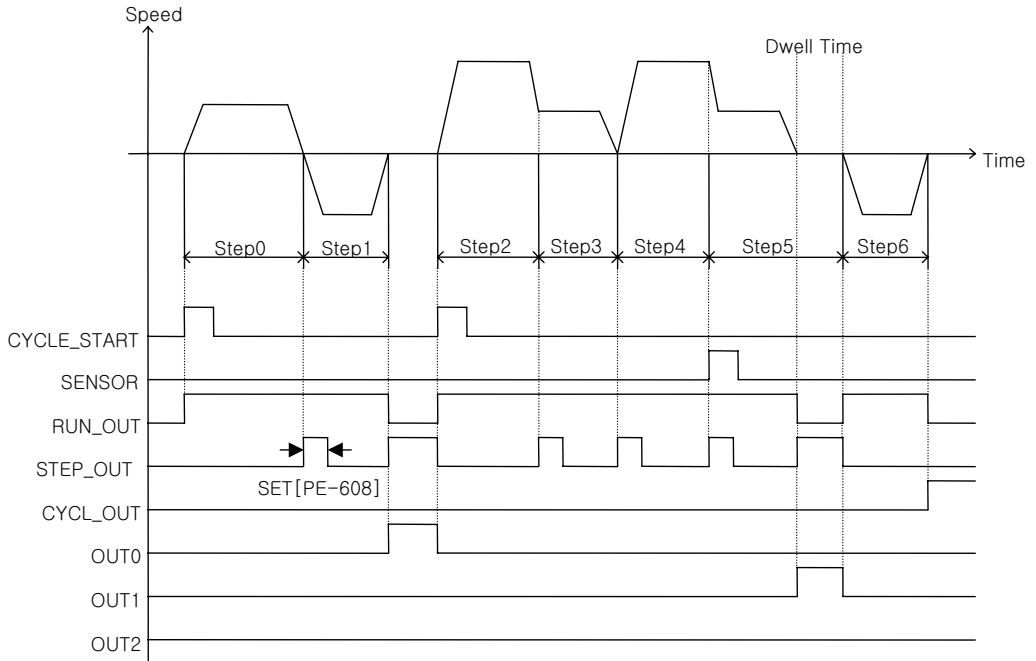 Speed
Dwell Time
Time
Step0 Step1 Step2 Step3 Step4 Step5 Step6
CYCLE_START
SENSOR
RUN_OUT
STEP_OUT
SET[PE-608]
CYCL_OUT
OUT0
OUT1
OUT2